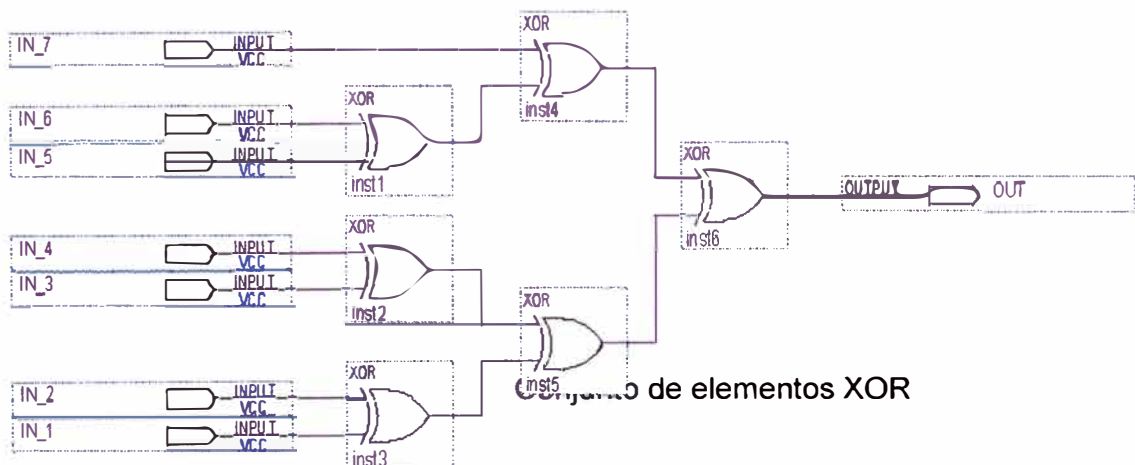 XOR
IN_7 INPUT
VCC
inst4
XOR
IN_6 INPUT
VCC
IN_5 INPUT
VCC
inst1
XOR
OUTPUT OUT
inst6
XOR
IN_4 INPUT
VCC
IN_3 INPUT
VCC
inst2
XOR
inst5
XOR
IN_2 INPUT
VCC
IN_1 INPUT
VCC
inst3
Conjunto de elementos XOR